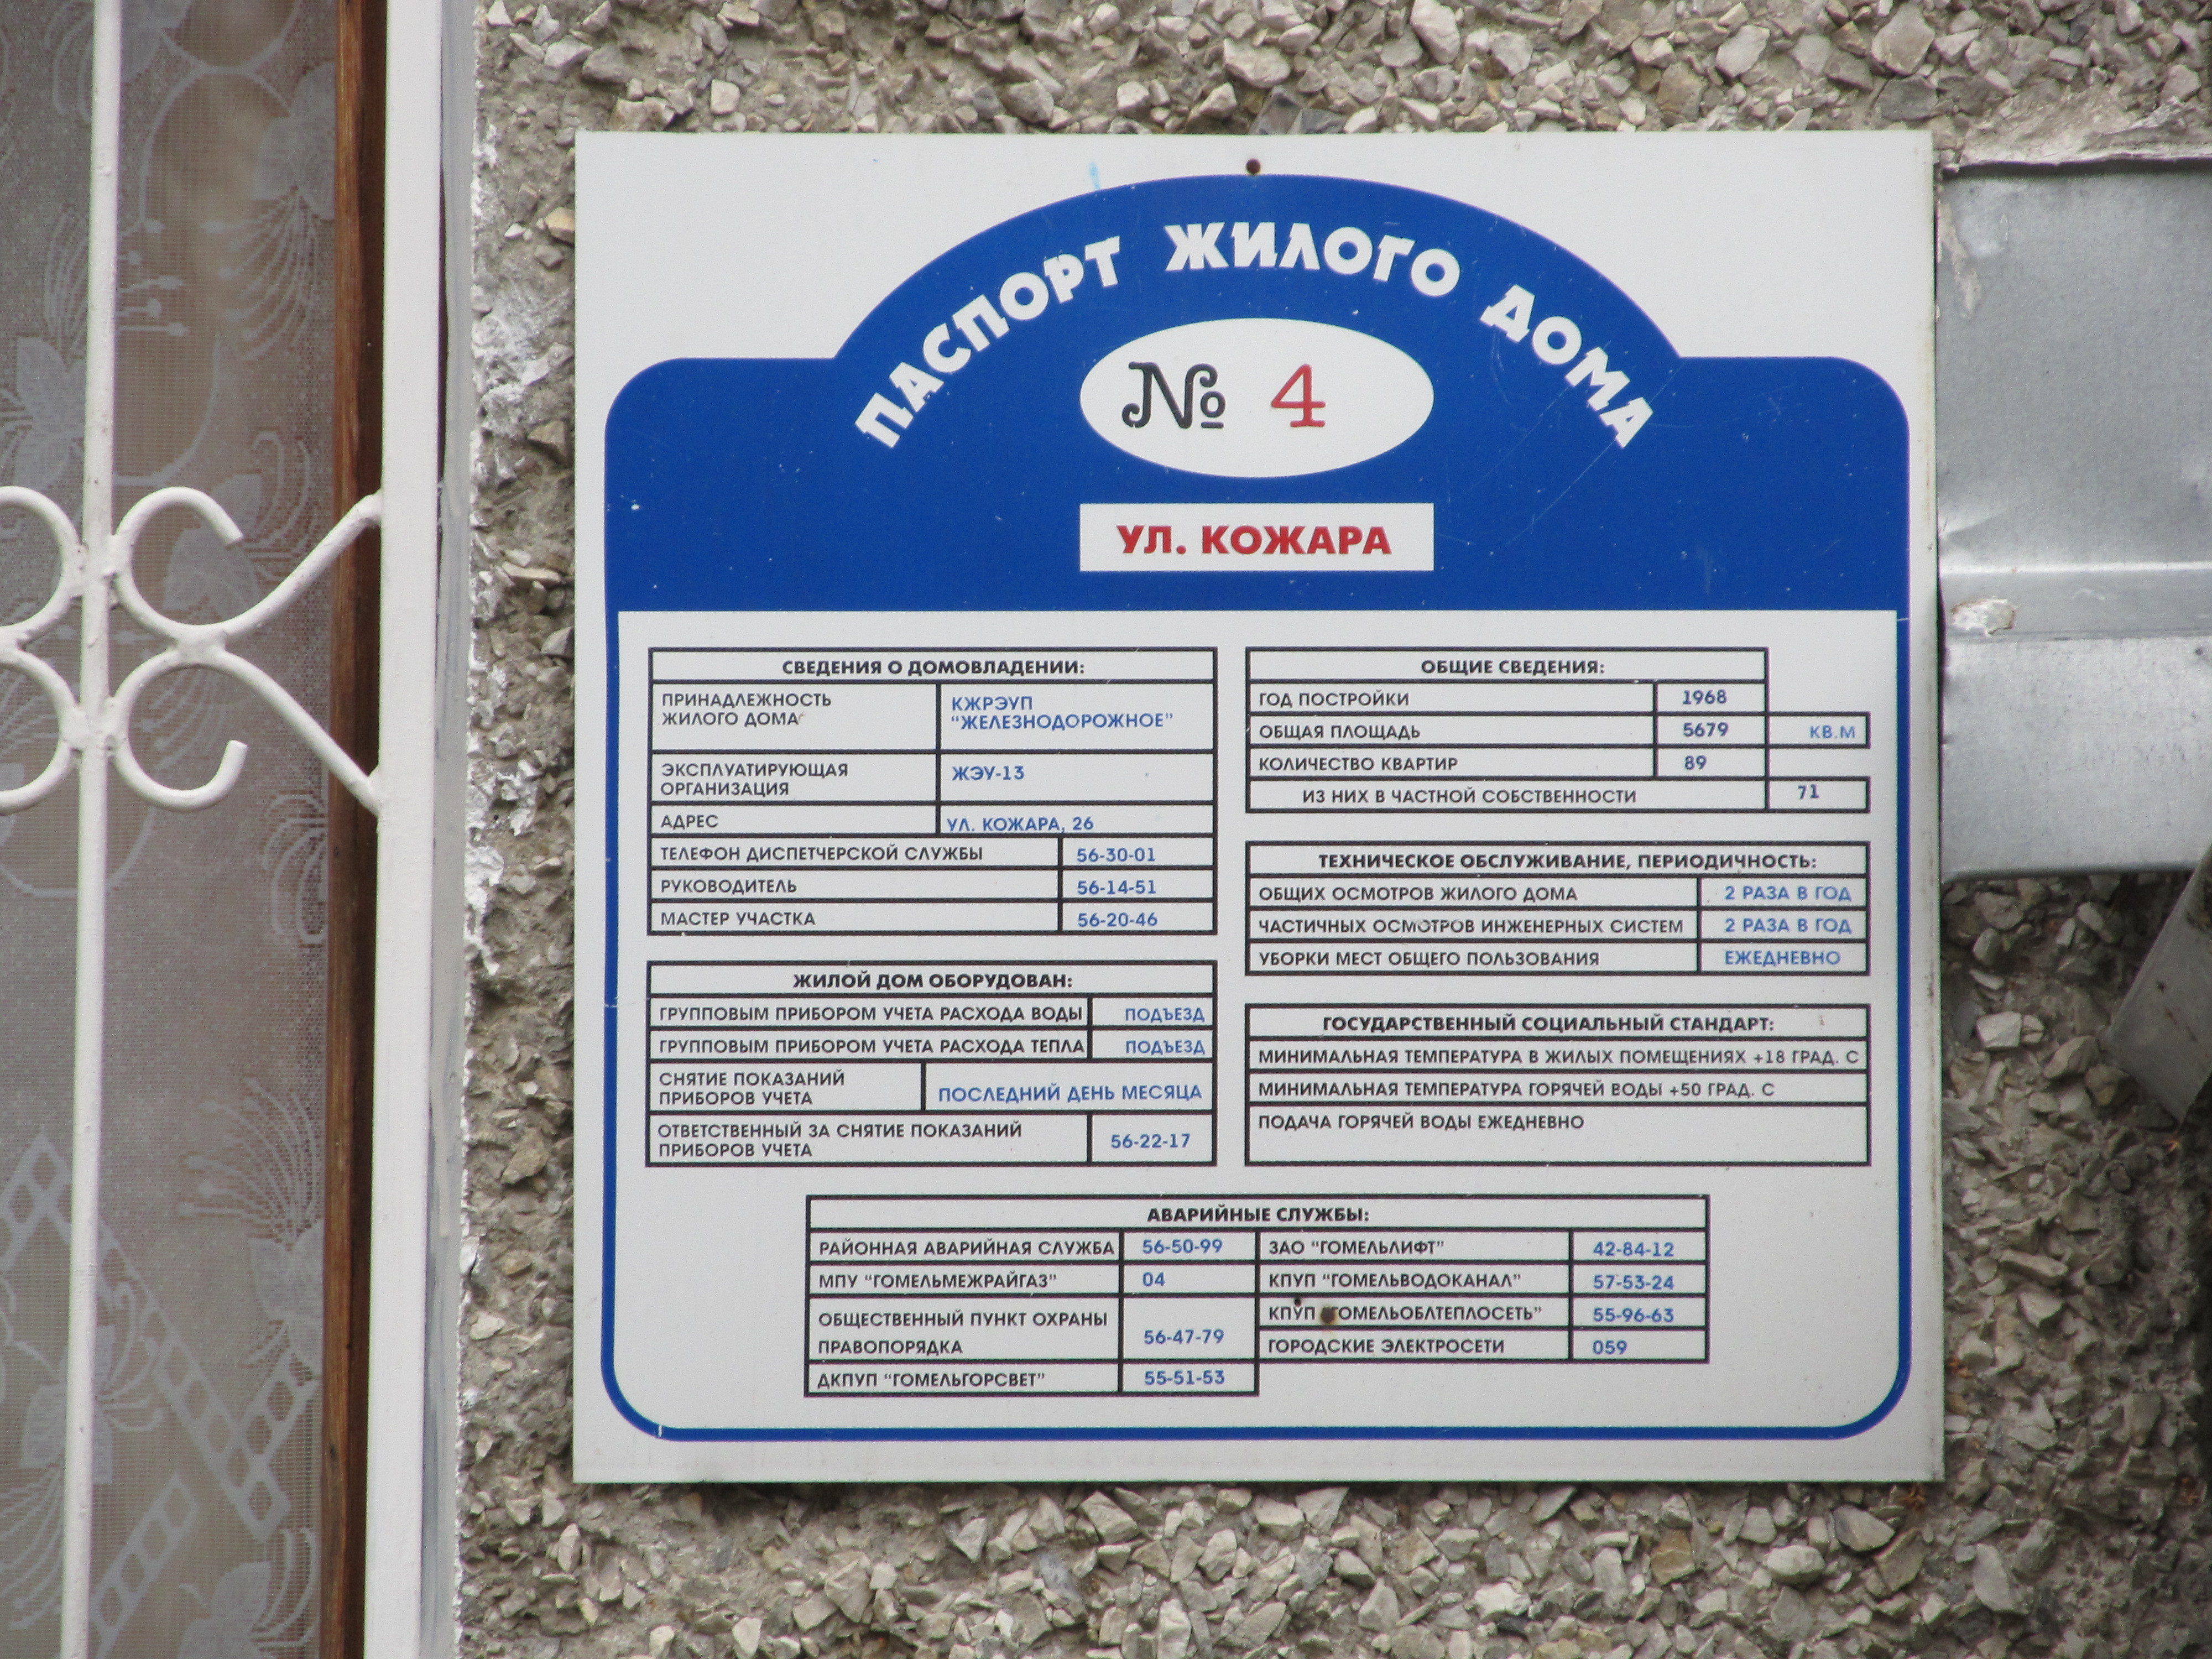 ПАСПОРТ ЖИЛОГО ДОМА
№ 4
УЛ. КОЖАРА
СВЕДЕНИЯ О ДОМОВЛАДЕНИИ:
ПРИНАДЛЕЖНОСТЬ
ЖИЛОГО ДОМА
КЖРЭУП
“ЖЕЛЕЗНОДОРОЖНОЕ”
ЭКСПЛУАТИРУЮЩАЯ
ОРГАНИЗАЦИЯ
ЖЭУ-13
АДРЕС УЛ. КОЖАРА, 26
ТЕЛЕФОН ДИСПЕТЧЕРСКОЙ СЛУЖБЫ 56-30-01
РУКОВОДИТЕЛЬ 56-14-51
МАСТЕР УЧАСТКА 56-20-46
ЖИЛОЙ ДОМ ОБОРУДОВАН:
ГРУППОВЫМ ПРИБОРОМ УЧЕТА РАСХОДА ВОДЫ ПОДЪЕЗД
ГРУППОВЫМ ПРИБОРОМ УЧЕТА РАСХОДА ТЕПЛА ПОДЪЕЗД
СНЯТИЕ ПОКАЗАНИЙ
ПРИБОРОВ УЧЕТА
ПОСЛЕДНИЙ ДЕНЬ МЕСЯЦА
ОТВЕТСТВЕННЫЙ ЗА СНЯТИЕ ПОКАЗАНИЙ
ПРИБОРОВ УЧЕТА
56-22-17
ОБЩИЕ СВЕДЕНИЯ:
ГОД ПОСТРОЙКИ 1968
ОБЩАЯ ПЛОЩАДЬ 5679 КВ.М
КОЛИЧЕСТВО КВАРТИР 89
ИЗ НИХ В ЧАСТНОЙ СОБСТВЕННОСТИ 71
ТЕХНИЧЕСКОЕ ОБСЛУЖИВАНИЕ, ПЕРИОДИЧНОСТЬ:
ОБЩИХ ОСМОТРОВ ЖИЛОГО ДОМА 2 РАЗА В ГОД
ЧАСТИЧНЫХ ОСМОТРОВ ИНЖЕНЕРНЫХ СИСТЕМ 2 РАЗА В ГОД
УБОРКИ МЕСТ ОБЩЕГО ПОЛЬЗОВАНИЯ ЕЖЕДНЕВНО
ГОСУДАРСТВЕННЫЙ СОЦИАЛЬНЫЙ СТАНДАРТ:
МИНИМАЛЬНАЯ ТЕМПЕРАТУРА В ЖИЛЫХ ПОМЕЩЕНИЯХ +18 ГРАД. С
МИНИМАЛЬНАЯ ТЕМПЕРАТУРА ГОРЯЧЕЙ ВОДЫ +50 ГРАД. С
ПОДАЧА ГОРЯЧЕЙ ВОДЫ ЕЖЕДНЕВНО
АВАРИЙНЫЕ СЛУЖБЫ:
РАЙОННАЯ АВАРИЙНАЯ СЛУЖБА 56-50-99
МПУ “ГОМЕЛЬМЕЖРАЙГАЗ” 04
ОБЩЕСТВЕННЫЙ ПУНКТ ОХРАНЫ
ПРАВОПОРЯДКА
56-47-79
ДКПУП “ГОМЕЛЬГОРСВЕТ” 55-51-53
ЗАО “ГОМЕЛЬЛИФТ” 42-84-12
КПУП “ГОМЕЛЬВОДОКАНАЛ” 57-53-24
КПУП “ГОМЕЛЬОБЛТЕПЛОСЕТЬ” 55-96-63
ГОРОДСКИЕ ЭЛЕКТРОСЕТИ 059